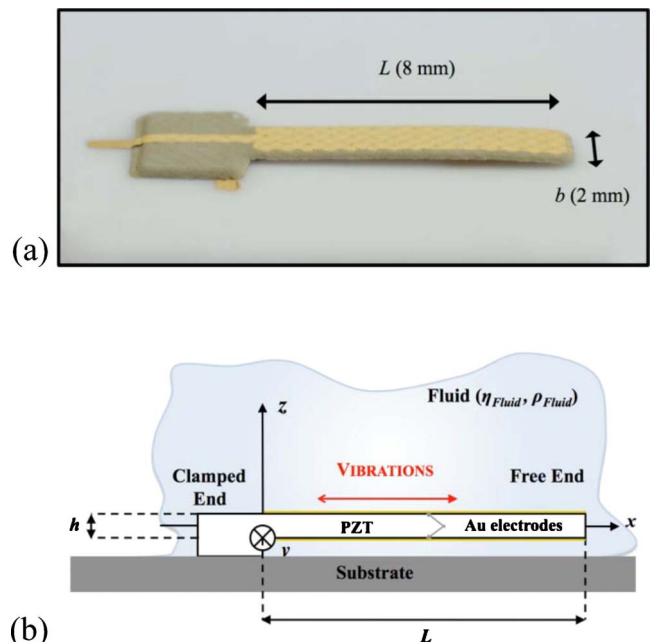 L (8 mm)
b (2 mm)
(a)
Fluid (η_Fluid, ρ_Fluid)
z
Clamped
End
VIBRATIONS
Free End
h
PZT
Au electrodes
x
y
Substrate
L
(b)